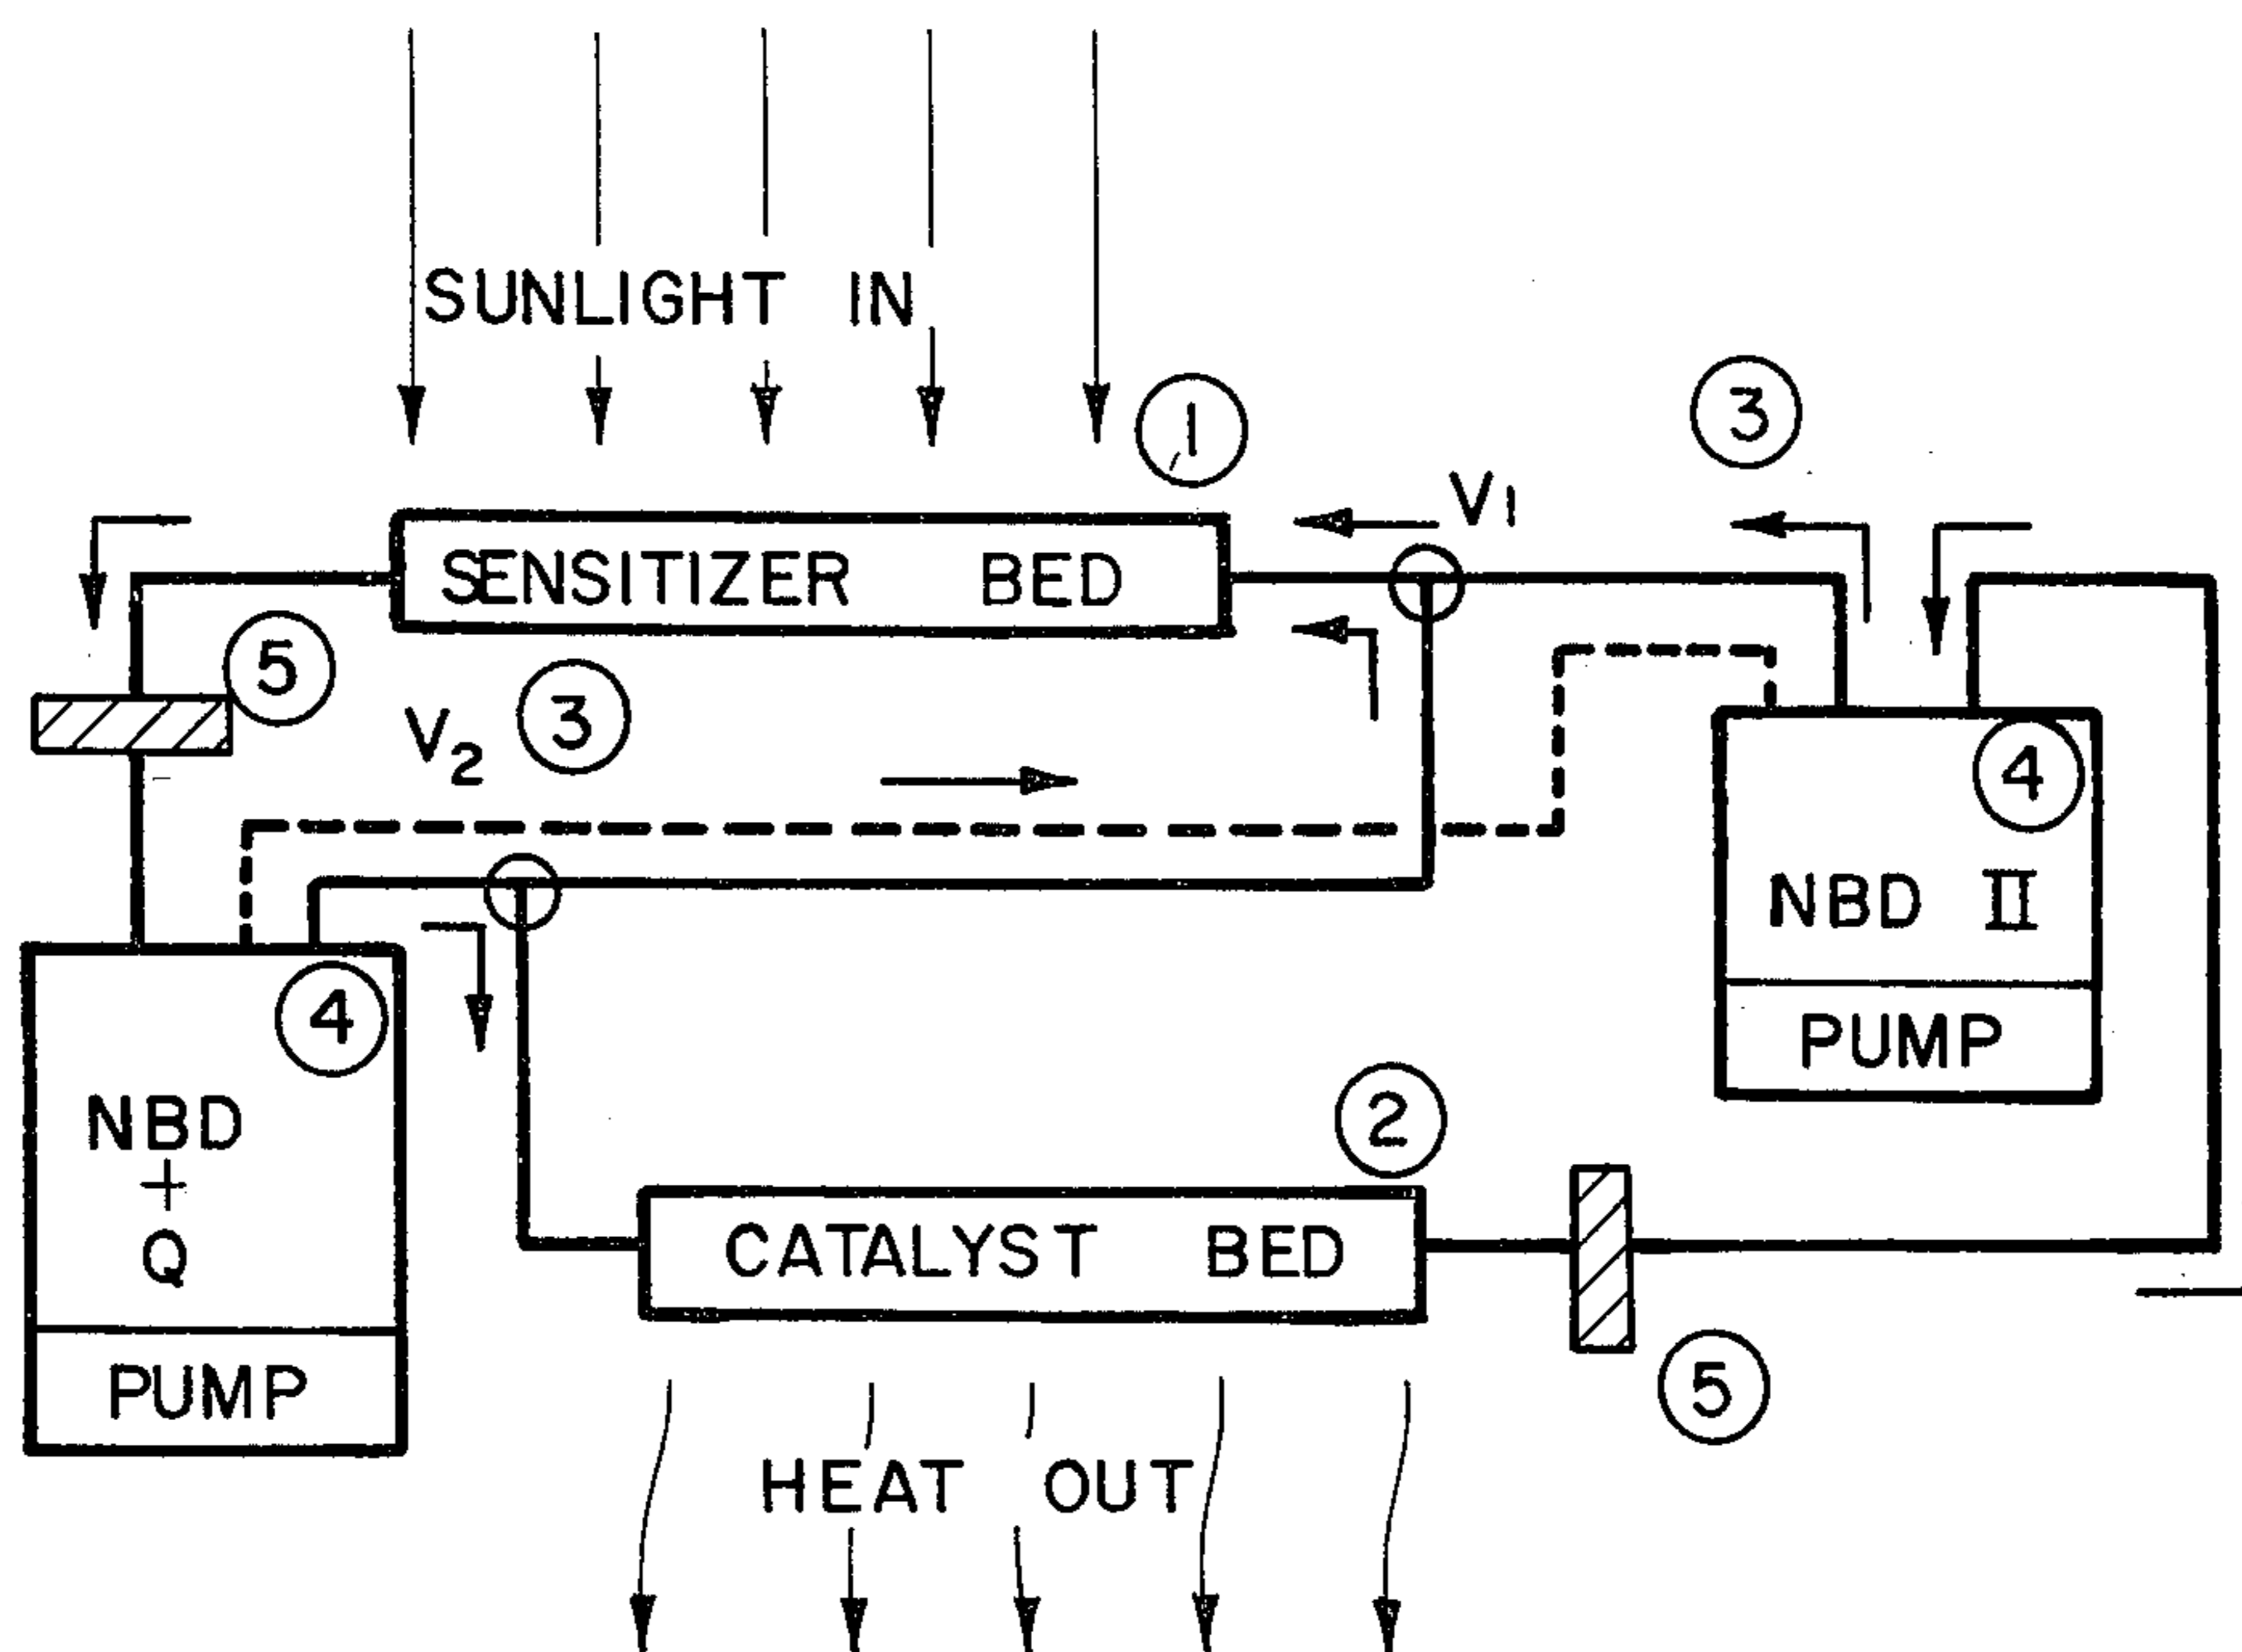 SUNLIGHT IN
1
3
V1
SENSITIZER BED
5
V2
3
4
NBD II
PUMP
4
NBD
+
Q
PUMP
2
CATALYST BED
5
HEAT OUT